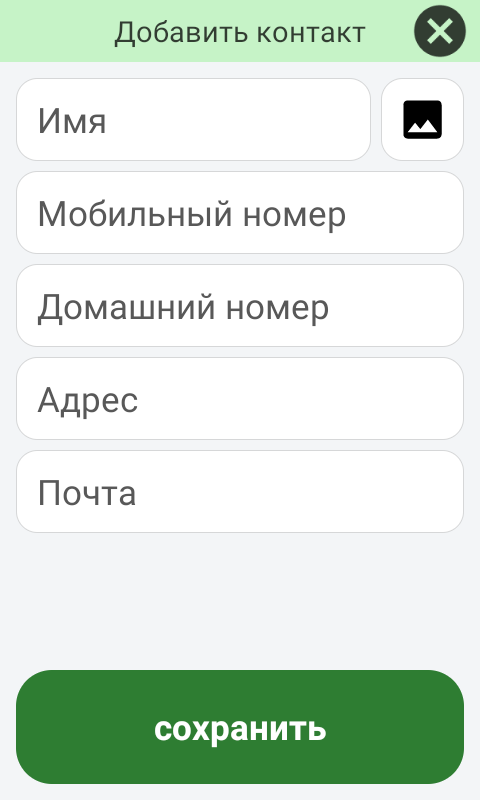 Добавить контакт
Имя
Мобильный номер
Домашний номер
Адрес
Почта
сохранить